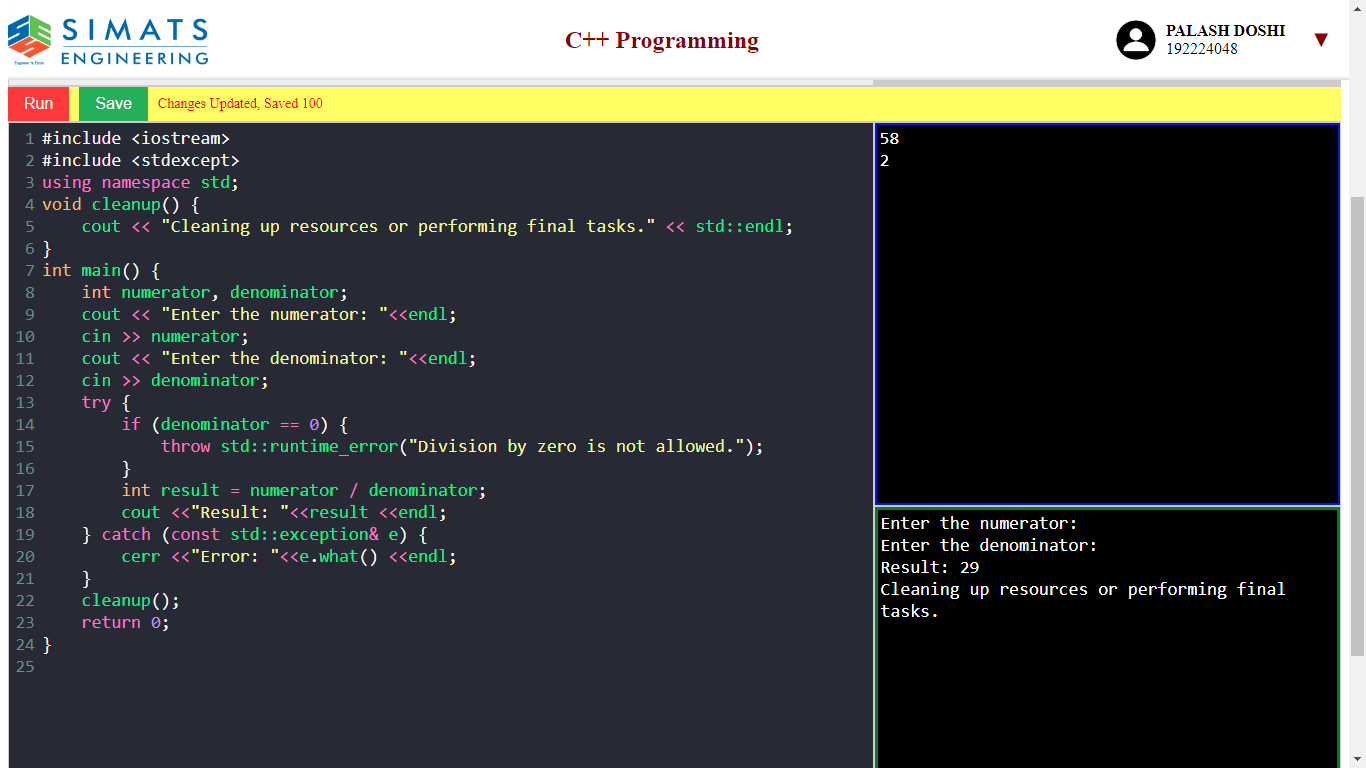 SIMATS
ENGINEERING
Engineer to Excel
C++ Programming
PALASH DOSHI
192224048
▼
Run
Save
Changes Updated, Saved 100
1 #include <iostream>
2 #include <stdexcept>
3 using namespace std;
4 void cleanup() {
5     cout << "Cleaning up resources or performing final tasks." << std::endl;
6 }
7 int main() {
8     int numerator, denominator;
9     cout << "Enter the numerator: "<<endl;
10     cin >> numerator;
11     cout << "Enter the denominator: "<<endl;
12     cin >> denominator;
13     try {
14         if (denominator == 0) {
15             throw std::runtime_error("Division by zero is not allowed.");
16         }
17         int result = numerator / denominator;
18         cout <<"Result: "<<result <<endl;
19     } catch (const std::exception& e) {
20         cerr <<"Error: "<<e.what() <<endl;
21     }
22     cleanup();
23     return 0;
24 }
25
58
2
Enter the numerator:
Enter the denominator:
Result: 29
Cleaning up resources or performing final
tasks.